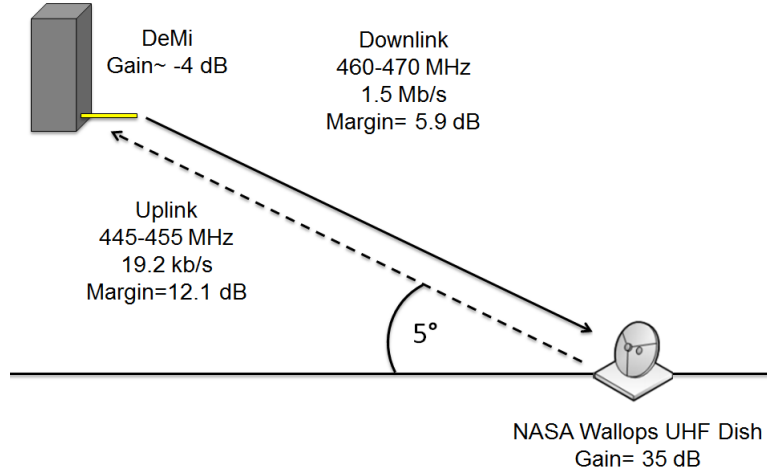 DeMi
Gain~ -4 dB
Downlink
460-470 MHz
1.5 Mb/s
Margin= 5.9 dB
Uplink
445-455 MHz
19.2 kb/s
Margin=12.1 dB
5°
NASA Wallops UHF Dish
Gain= 35 dB